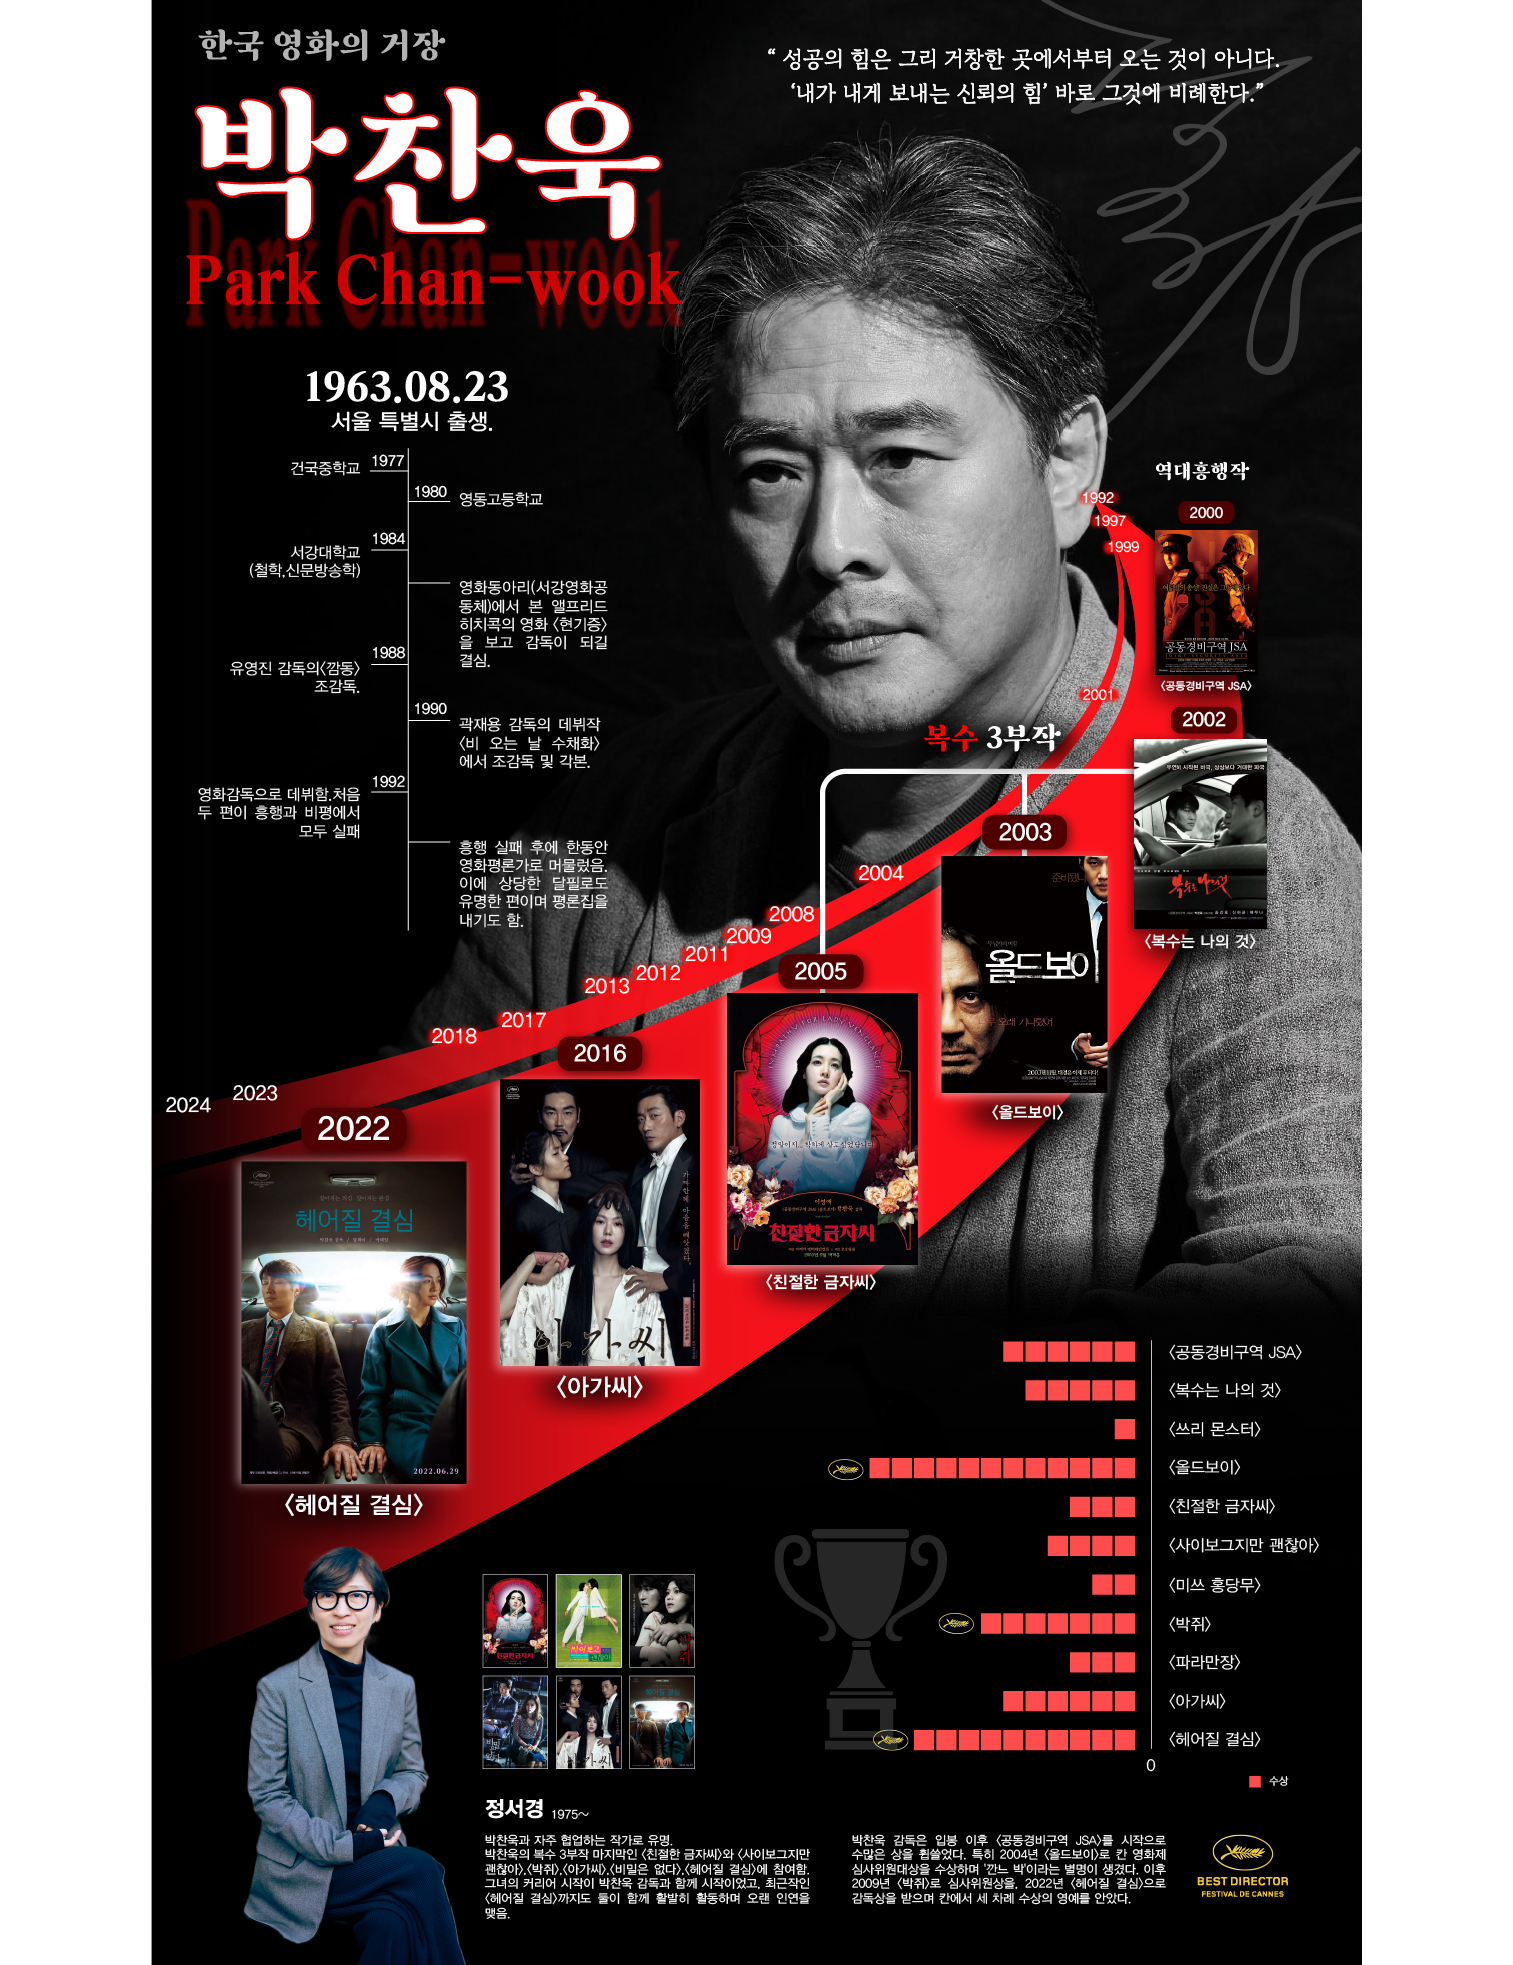 한국 영화의 거장
박찬욱
Park Chan-wook
“ 성공의 힘은 그리 거창한 곳에서부터 오는 것이 아니다.
‘내가 내게 보내는 신뢰의 힘’ 바로 그것에 비례한다.”
1963.08.23
서울 특별시 출생.
건국중학교 1977
1980 영동고등학교
1984
서강대학교
(철학,신문방송학)
영화동아리(서강영화공
동체)에서 본 앨프리드
히치콕의 영화 〈현기증〉
을 보고 감독이 되길
결심.
1988
유영진 감독의〈깜동〉
조감독.
1990
곽재용 감독의 데뷔작
〈비 오는 날 수채화〉
에서 조감독 및 각본.
1992
영화감독으로 데뷔함.처음
두 편이 흥행과 비평에서
모두 실패
흥행 실패 후에 한동안
영화평론가로 머물렀음.
이에 상당한 달필로도
유명한 편이며 평론집을
내기도 함.
역대흥행작
1992
1997
1999
2000
공동경비구역 JSA
〈공동경비구역 JSA〉
2001
복수 3부작
2002
복수는 나의 것
〈복수는 나의 것〉
2003
올드보이
〈올드보이〉
2004
2005
친절한 금자씨
〈친절한 금자씨〉
2008
2009
2011
2012
2013
2016
아가씨
〈아가씨〉
2017
2018
2022
헤어질 결심
2022.06.29
〈헤어질 결심〉
2023
2024
〈공동경비구역 JSA〉
〈복수는 나의 것〉
〈쓰리 몬스터〉
〈올드보이〉
〈친절한 금자씨〉
〈사이보그지만 괜찮아〉
〈미쓰 홍당무〉
〈박쥐〉
〈파라만장〉
〈아가씨〉
〈헤어질 결심〉
0
수상
정서경 1975~
박찬욱과 자주 협업하는 작가로 유명.
박찬욱의 복수 3부작 마지막인 〈친절한 금자씨〉와 〈사이보그지만
괜찮아〉,〈박쥐〉,〈아가씨〉,〈비밀은 없다〉,〈헤어질 결심〉에 참여함.
그녀의 커리어 시작이 박찬욱 감독과 함께 시작이었고, 최근작인
〈헤어질 결심〉까지도 둘이 함께 활발히 활동하며 오랜 인연을
맺음.
박찬욱 감독은 입봉 이후 〈공동경비구역 JSA〉를 시작으로
수많은 상을 휩쓸었다. 특히 2004년 〈올드보이〉로 칸 영화제
심사위원대상을 수상하며 '깐느 박'이라는 별명이 생겼다. 이후
2009년 〈박쥐〉로 심사위원상을, 2022년 〈헤어질 결심〉으로
감독상을 받으며 칸에서 세 차례 수상의 영예를 안았다.
BEST DIRECTOR
FESTIVAL DE CANNES